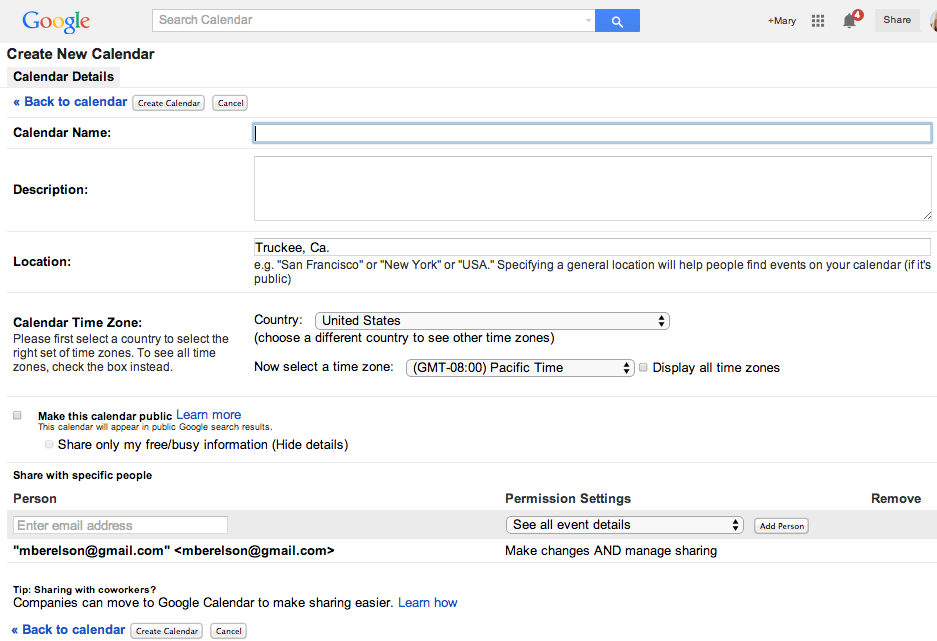 Google Search Calendar +Mary 4 Share
Create New Calendar
Calendar Details
« Back to calendar Create Calendar Cancel
Calendar Name:
Description:
Location: Truckee, Ca.
e.g. "San Francisco" or "New York" or "USA." Specifying a general location will help people find events on your calendar (if it's
public)
Calendar Time Zone: Country: United States
Please first select a country to select the (choose a different country to see other time zones)
right set of time zones. To see all time
zones, check the box instead. Now select a time zone: (GMT-08:00) Pacific Time Display all time zones
Make this calendar public Learn more
This calendar will appear in public Google search results.
Share only my free/busy information (Hide details)
Share with specific people
Person Permission Settings Remove
Enter email address See all event details Add Person
"mberelson@gmail.com" <mberelson@gmail.com> Make changes AND manage sharing
Tip: Sharing with coworkers?
Companies can move to Google Calendar to make sharing easier. Learn how
« Back to calendar Create Calendar Cancel